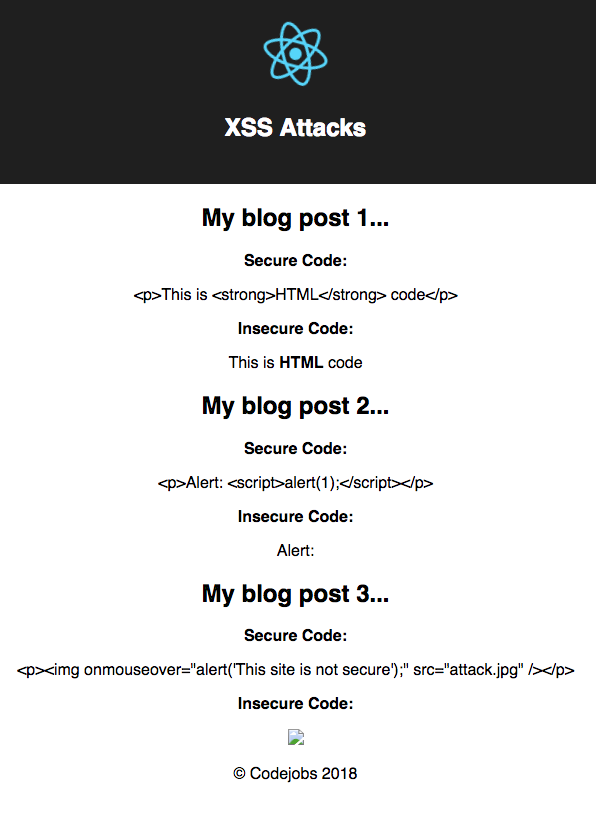 XSS Attacks
My blog post 1...
Secure Code:
<p>This is <strong>HTML</strong> code</p>
Insecure Code:
This is HTML code
My blog post 2...
Secure Code:
<p>Alert: <script>alert(1);</script></p>
Insecure Code:
Alert:
My blog post 3...
Secure Code:
<p><img onmouseover="alert('This site is not secure');" src="attack.jpg" /></p>
Insecure Code:
© Codejobs 2018